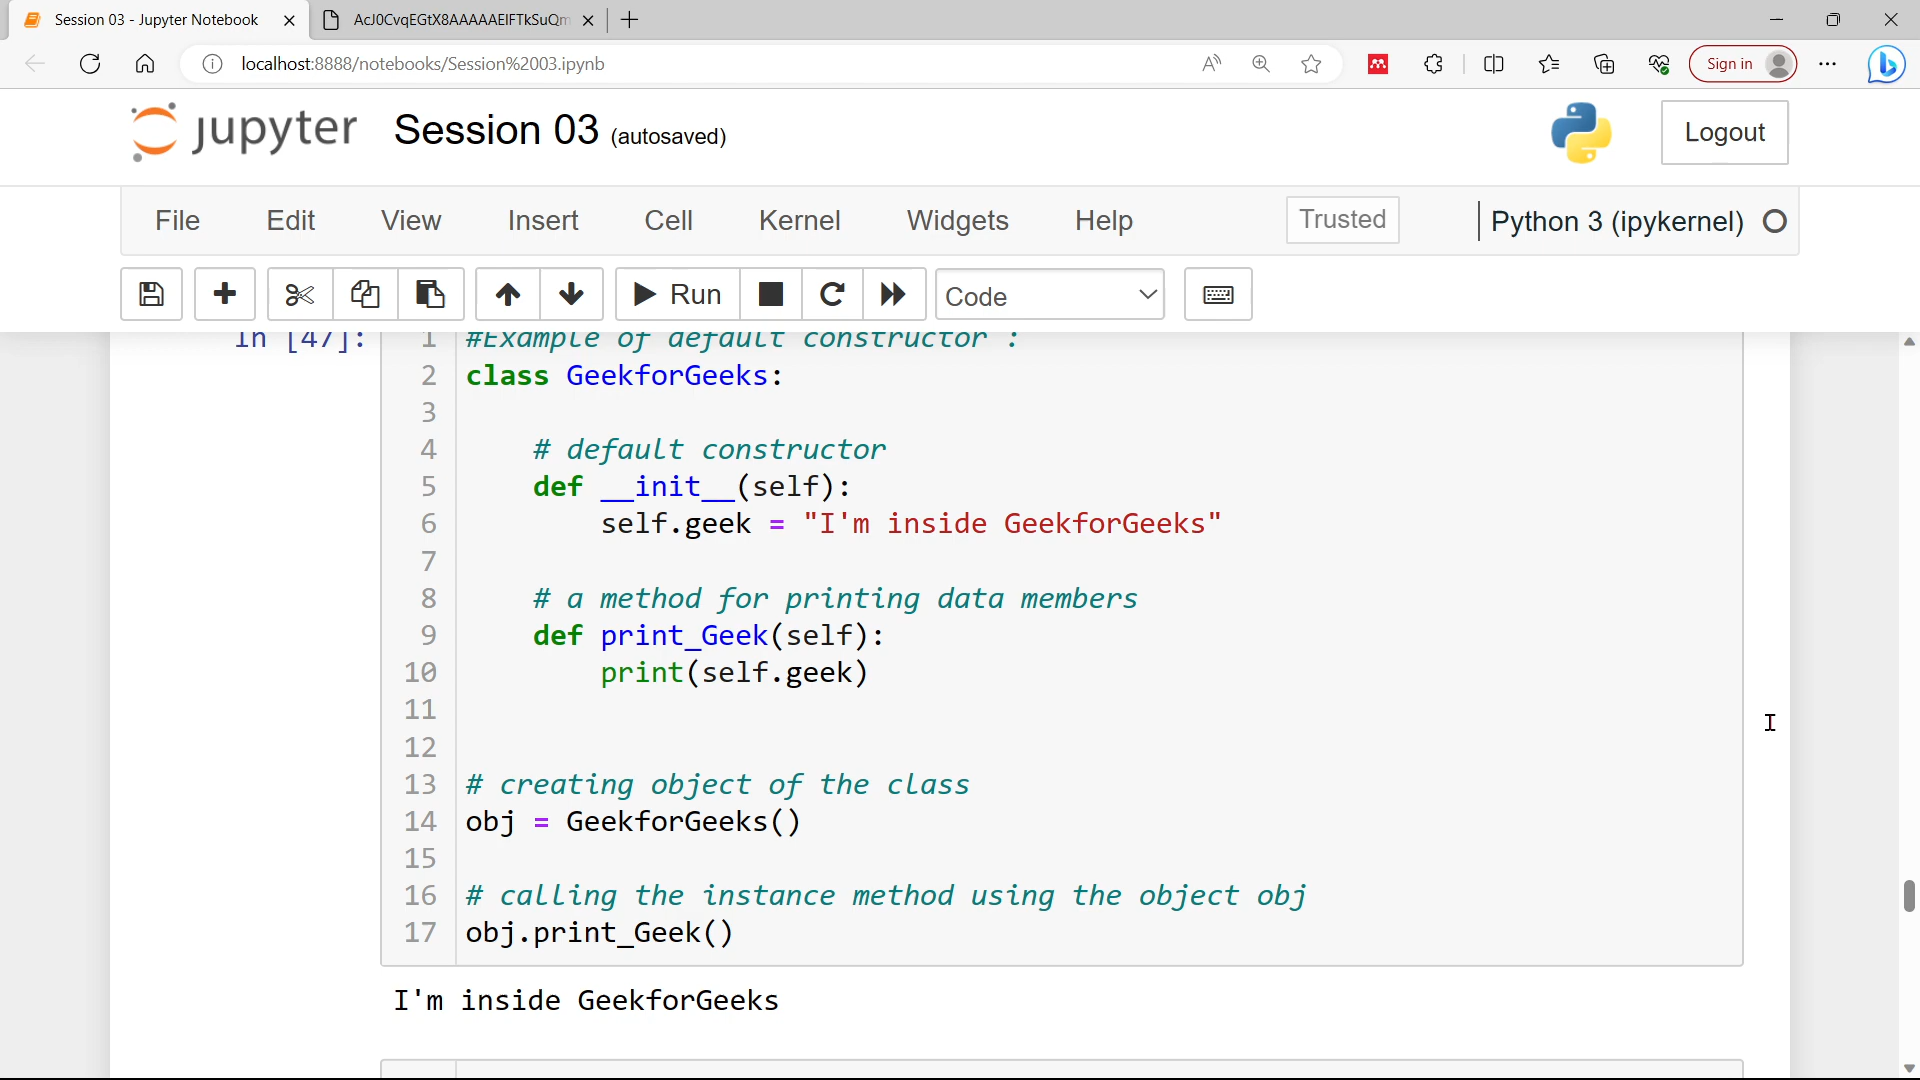 Session 03 - Jupyter Notebook
AcJ0CvqEGtX8AAAAAElFTkSuQm
localhost:8888/notebooks/Session%2003.ipynb
Sign in
jupyter Session 03 (autosaved)
Logout
File Edit View Insert Cell Kernel Widgets Help Trusted Python 3 (ipykernel)
Run Code
In [47]:
1 #Example of default constructor :
2 class GeekforGeeks:
3
4 # default constructor
5 def __init__(self):
6 self.geek = "I'm inside GeekforGeeks"
7
8 # a method for printing data members
9 def print_Geek(self):
10 print(self.geek)
11
12
13 # creating object of the class
14 obj = GeekforGeeks()
15
16 # calling the instance method using the object obj
17 obj.print_Geek()
I'm inside GeekforGeeks